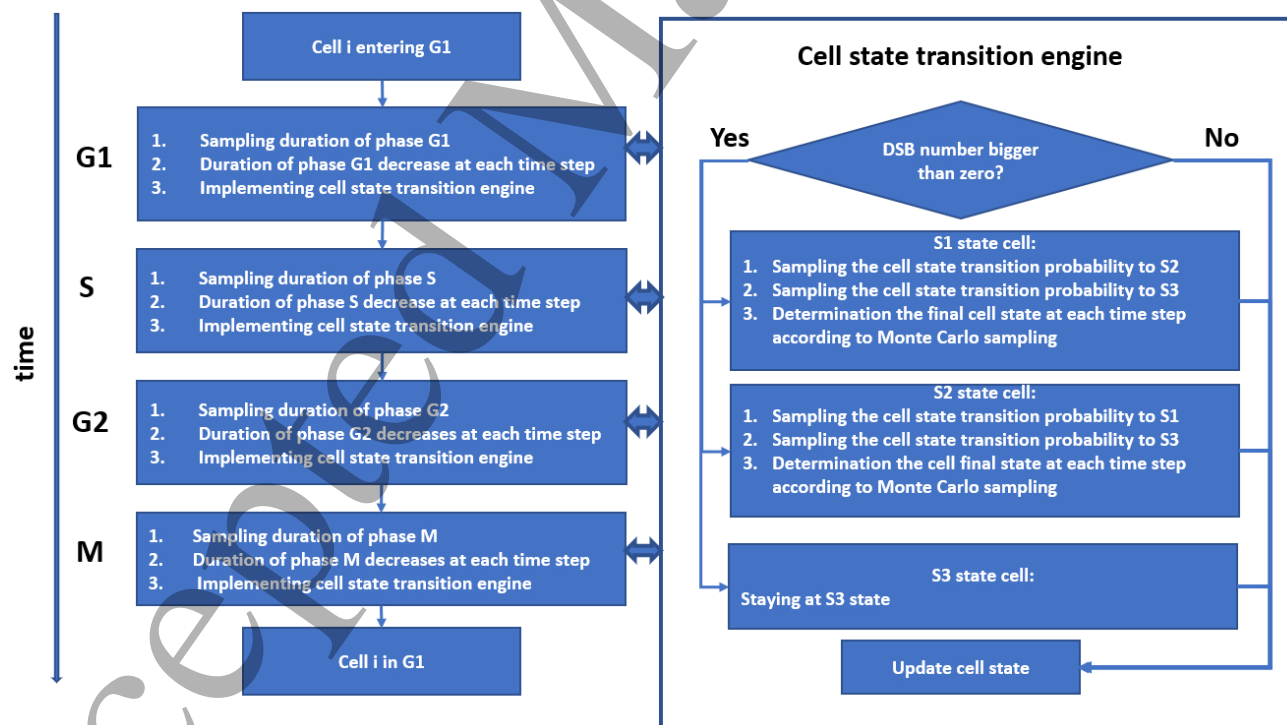 Cell i entering G1
time
G1
1. Sampling duration of phase G1
2. Duration of phase G1 decrease at each time step
3. Implementing cell state transition engine
S
1. Sampling duration of phase S
2. Duration of phase S decrease at each time step
3. Implementing cell state transition engine
G2
1. Sampling duration of phase G2
2. Duration of phase G2 decreases at each time step
3. Implementing cell state transition engine
M
1. Sampling duration of phase M
2. Duration of phase M decreases at each time step
3. Implementing cell state transition engine
Cell i in G1
Cell state transition engine
Yes
No
DSB number bigger
than zero?
S1 state cell:
1. Sampling the cell state transition probability to S2
2. Sampling the cell state transition probability to S3
3. Determination the final cell state at each time step
according to Monte Carlo sampling
S2 state cell:
1. Sampling the cell state transition probability to S1
2. Sampling the cell state transition probability to S3
3. Determination the cell final state at each time step
according to Monte Carlo sampling
S3 state cell:
Staying at S3 state
Update cell state
cepted M